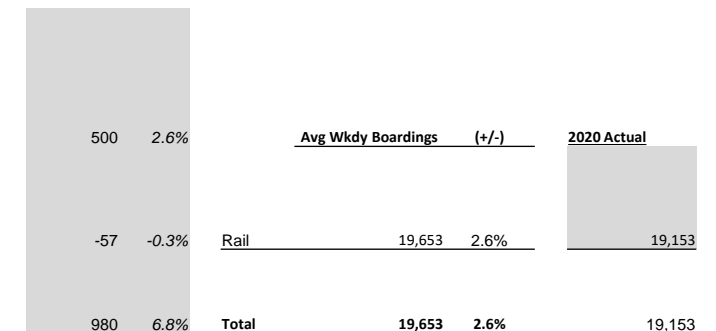 500 2.6% Avg Wkdy Boardings (+/-) 2020 Actual
-57 -0.3% Rail 19,653 2.6% 19,153
980 6.8% Total 19,653 2.6% 19,153